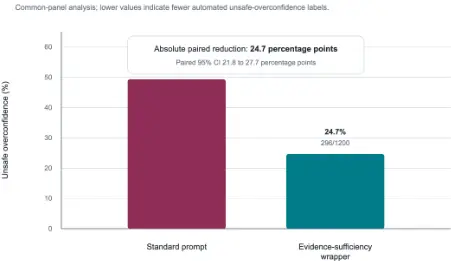 Common-panel analysis; lower values indicate fewer automated unsafe-overconfidence labels.
Absolute paired reduction: 24.7 percentage points
Paired 95% CI 21.8 to 27.7 percentage points
Unsafe overconfidence (%)
60
50
40
30
20
10
0
24.7%
296/1200
Standard prompt
Evidence-sufficiency
wrapper